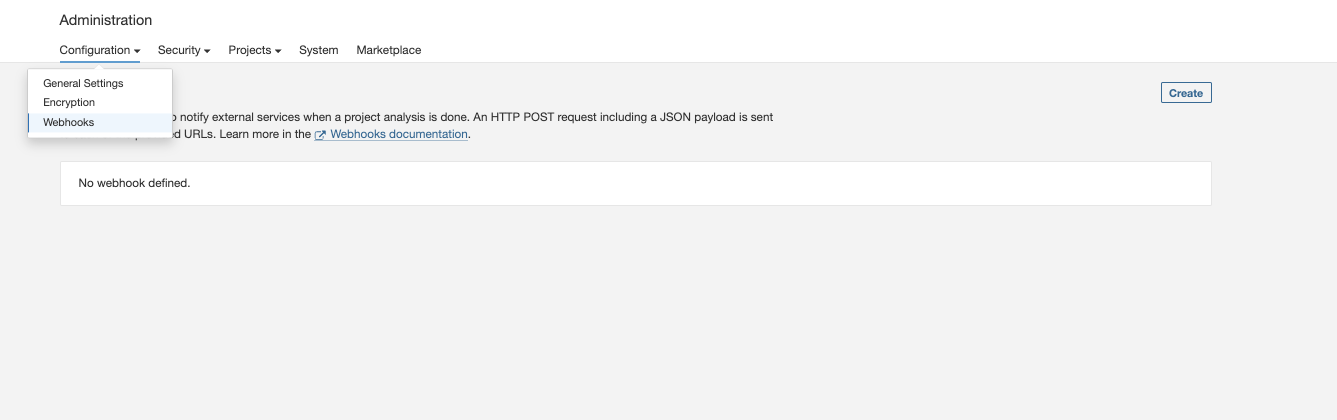 Administration
Configuration Security Projects System Marketplace
General Settings
Encryption
Webhooks
Create
notify external services when a project analysis is done. An HTTP POST request including a JSON payload is sent
URLs. Learn more in the Webhooks documentation.
No webhook defined.